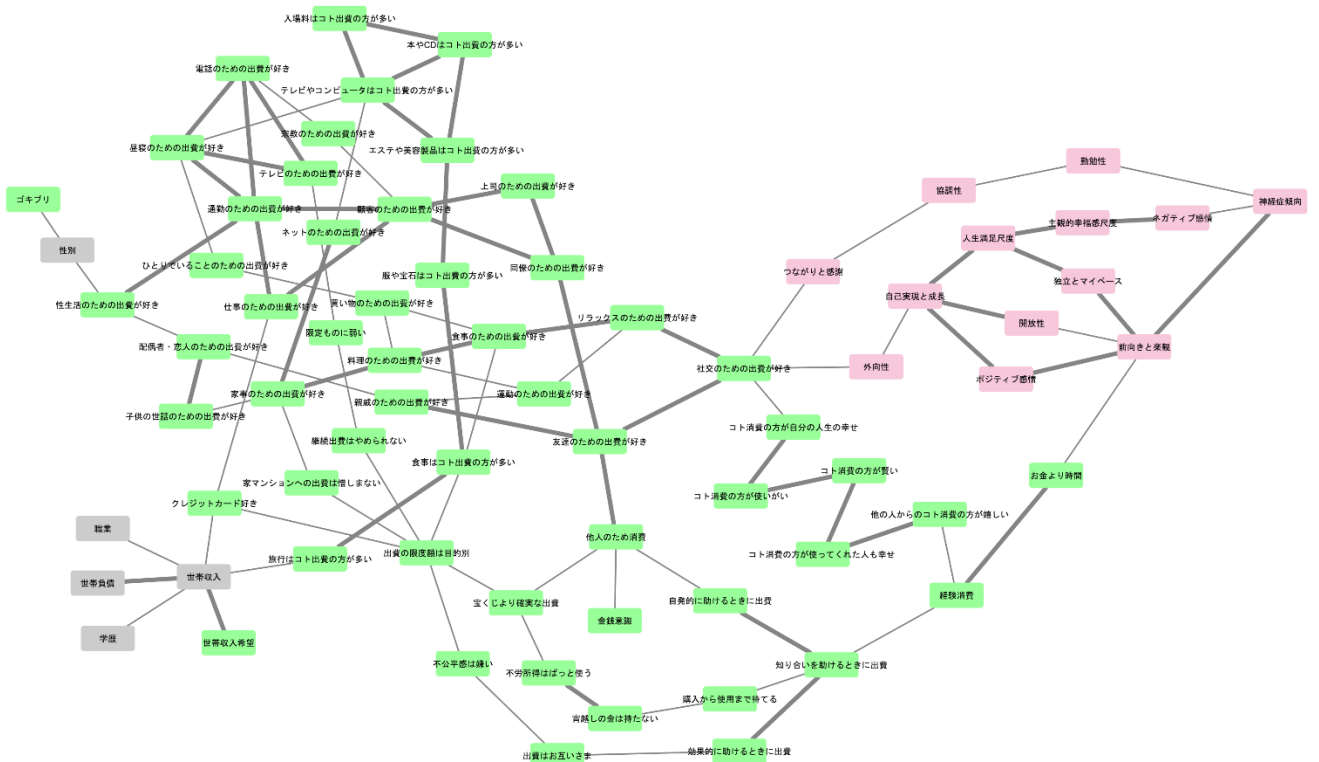 入場料はコト出費の方が多い
本やCDはコト出費の方が多い
電話のための出費が好き
テレビやコンピュータはコト出費の方が多い
宗教のための出費が好き
昼寝のための出費が好き
エステや美容製品はコト出費の方が多い
勤勉性
テレビのための出費が好き
上司のための出費が好き
協調性
ゴキブリ
神経症傾向
通勤のための出費が好き
顧客のための出費が好き
ネガティブ感情
主観的幸福感尺度
ネットのための出費が好き
人生満足尺度
性別
ひとりでいることのための出費が好き
同僚のための出費が好き
服や宝石はコト出費の方が多い
つながりと感謝
独立とマイペース
自己実現と成長
性生活のための出費が好き
仕事のための出費が好き
買い物のための出費が好き
リラックスのための出費が好き
開放性
限定ものに弱い
食事のための出費が好き
配偶者・恋人のための出費が好き
前向きと楽観
料理のための出費が好き
社交のための出費が好き
外向性
ポジティブ感情
家事のための出費が好き
運動のための出費が好き
親戚のための出費が好き
子供の世話のための出費が好き
コト消費の方が自分の人生の幸せ
継続出費はやめられない
友達のための出費が好き
食事はコト出費の方が多い
コト消費の方が賢い
お金より時間
家マンションへの出費は惜しまない
コト消費の方が使いがい
クレジットカード好き
他の人からのコト消費の方が嬉しい
職業
他人のため消費
出費の限度額は目的別
コト消費の方が使ってくれた人も幸せ
旅行はコト出費の方が多い
世帯収入
世帯負債
経験消費
宝くじより確実な出費
自発的に助けるときに出費
金銭意識
学歴
世帯収入希望
不公平感は嫌い
知り合いを助けるときに出費
不労所得はぱっと使う
購入から使用まで待てる
宵越しの金は持たない
出費はお互いさま
効果的に助けるときに出費